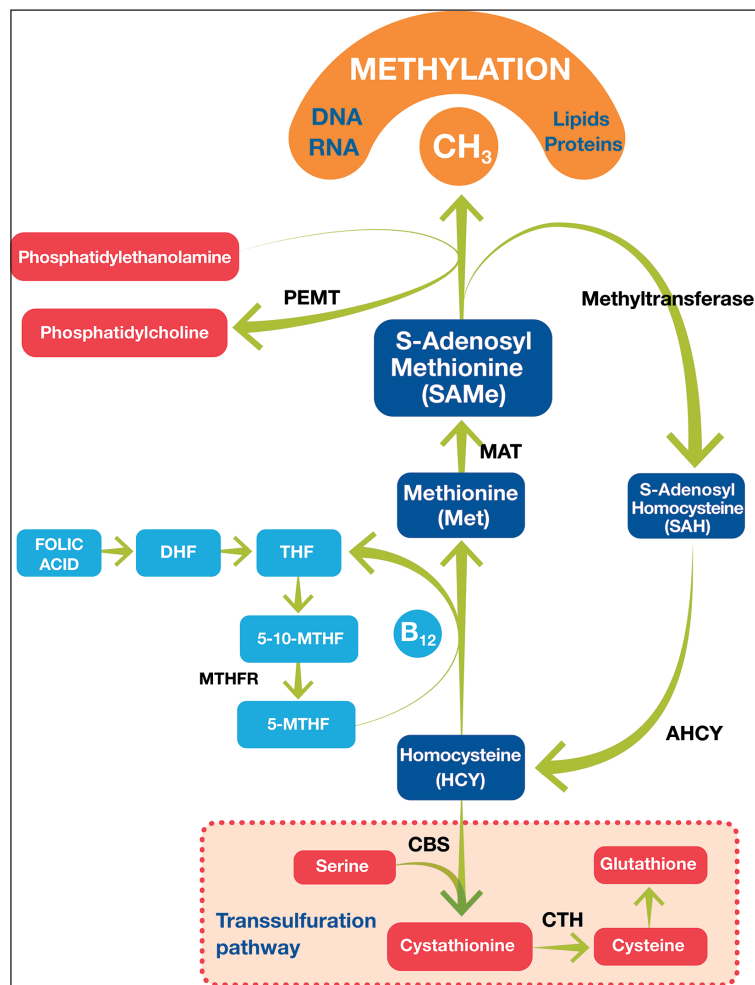 METHYLATION
DNA
RNA
Lipids
Proteins
CH₃
Phosphatidylethanolamine
PEMT
Phosphatidylcholine
Methyltransferase
S-Adenosyl
Methionine
(SAMe)
MAT
Methionine
(Met)
S-Adenosyl
Homocysteine
(SAH)
FOLIC
ACID
DHF
THF
5-10-MTHF
B₁₂
MTHFR
5-MTHF
AHCY
Homocysteine
(HCY)
CBS
Serine
Glutathione
Transsulfuration
pathway
Cystathionine
CTH
Cysteine